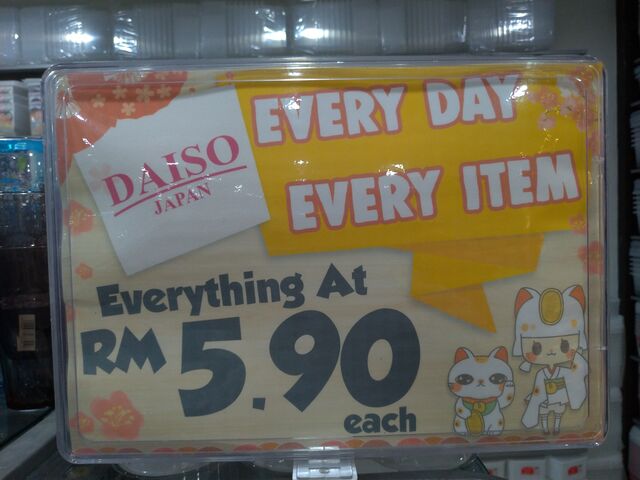 DAISO
JAPAN
EVERY DAY
EVERY ITEM
Everything At
RM 5.90
each